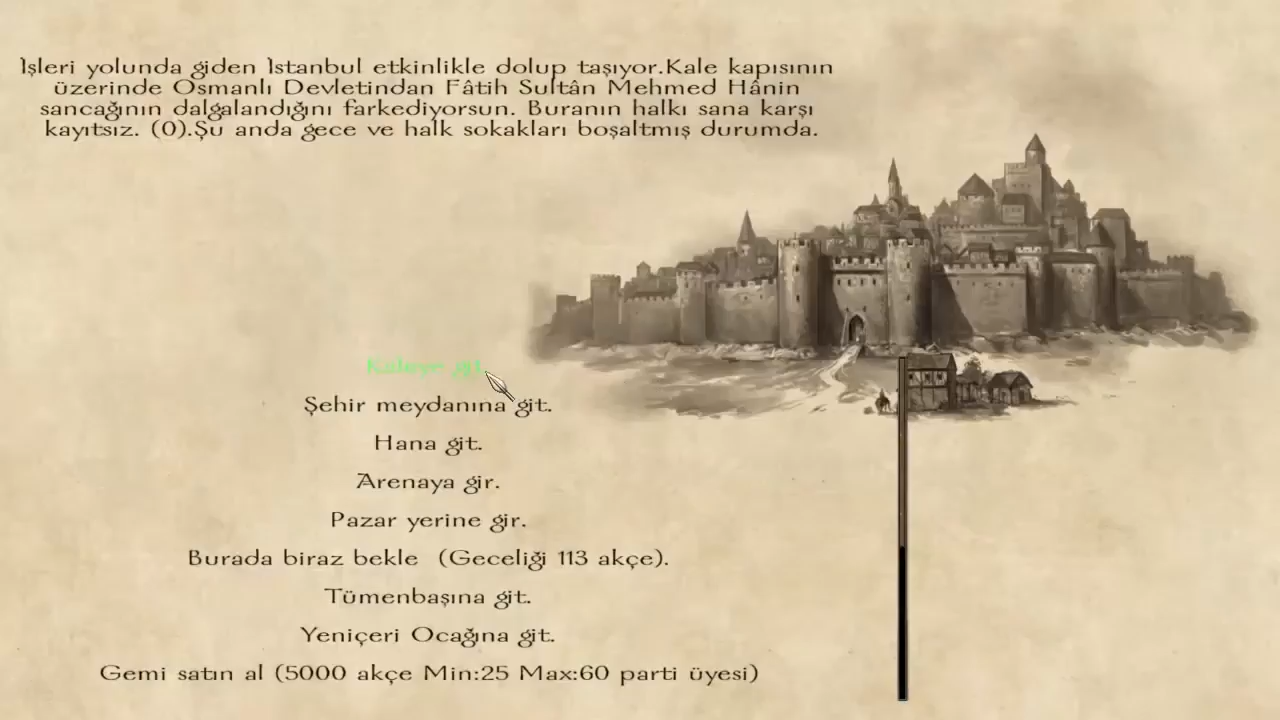 İşleri yolunda giden İstanbul etkinlikle dolup taşıyor.Kale kapısının
üzerinde Osmanlı Devletindan Fâtih Sultân Mehmed Hânin
sancağının dalgalandığını farkediyorsun. Buranın halkı sana karşı
kayıtsız. (0).Şu anda gece ve halk sokakları boşaltmış durumda.
Kaleye git.
Şehir meydanına git.
Hana git.
Arenaya gir.
Pazar yerine gir.
Burada biraz bekle (Geceliği 113 akçe).
Tümenbaşına git.
Yeniçeri Ocağına git.
Gemi satın al (5000 akçe Min:25 Max:60 parti üyesi)